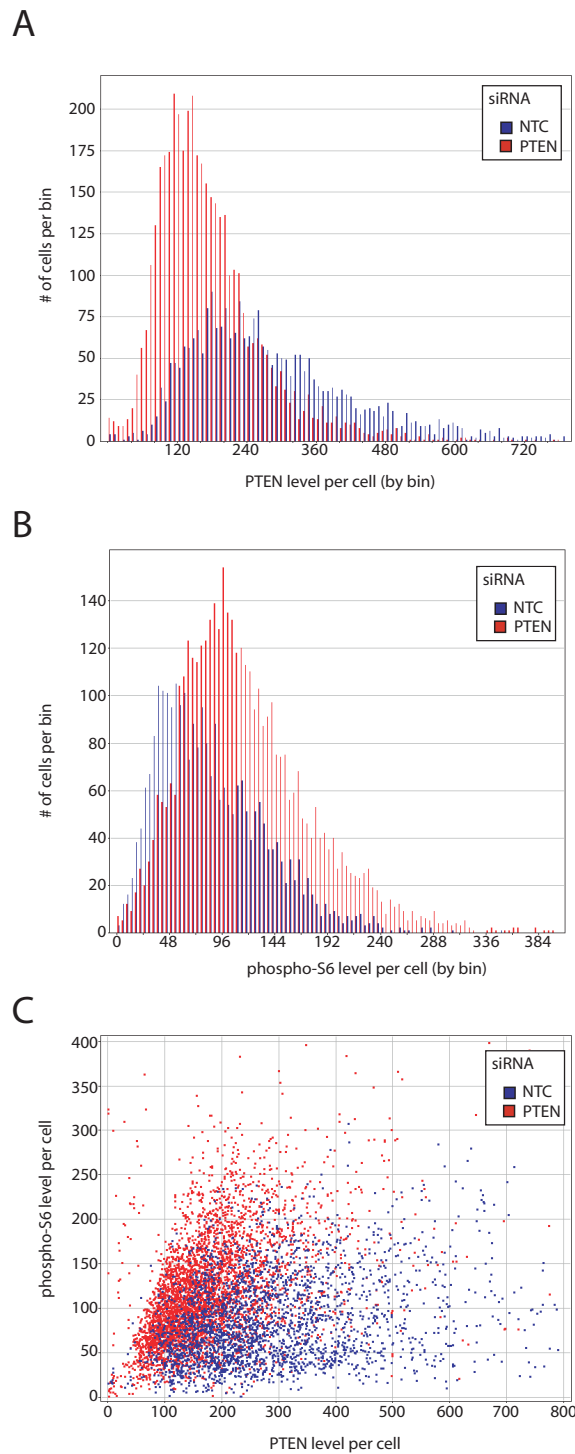 A
200
175
150
125
100
75
50
25
0
# of cells per bin
siRNA
NTC
PTEN
120 240 360 480 600 720
PTEN level per cell (by bin)
B
140
120
100
80
60
40
20
0
# of cells per bin
siRNA
NTC
PTEN
0 48 96 144 192 240 288 336 384
phospho-S6 level per cell (by bin)
C
400
350
300
250
200
150
100
50
0
phospho-S6 level per cell
siRNA
NTC
PTEN
0 100 200 300 400 500 600 700 800
PTEN level per cell